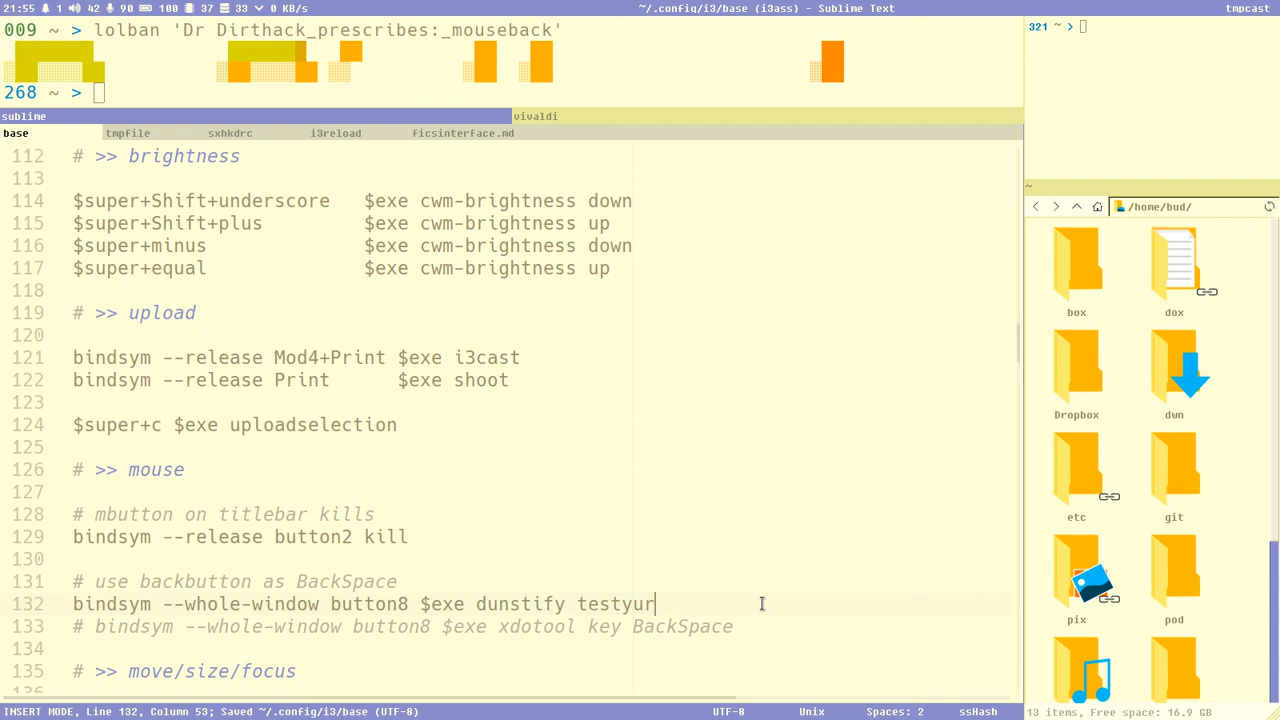 21:55 1 42 90 100 37 33 0 KB/s ~/.config/i3/base (i3ass) - Sublime Text tmpcast
009 ~ > lolban 'Dr Dirthack_prescribes:_mouseback'
268 ~ >
321 ~ >
sublime vivaldi
base tmpfile sxhkdrc i3reload ficsinterface.md
112 # >> brightness
113
114 $super+Shift+underscore $exe cwm-brightness down
115 $super+Shift+plus $exe cwm-brightness up
116 $super+minus $exe cwm-brightness down
117 $super+equal $exe cwm-brightness up
118
119 # >> upload
120
121 bindsym --release Mod4+Print $exe i3cast
122 bindsym --release Print $exe shoot
123
124 $super+c $exe uploadselection
125
126 # >> mouse
127
128 # mbutton on titlebar kills
129 bindsym --release button2 kill
130
131 # use backbutton as BackSpace
132 bindsym --whole-window button8 $exe dunstify testyur
133 # bindsym --whole-window button8 $exe xdotool key BackSpace
134
135 # >> move/size/focus
136
INSERT MODE, Line 132, Column 53; Saved ~/.config/i3/base (UTF-8) UTF-8 Unix Spaces: 2 ssHash
~
/home/bud/
box dox
Dropbox dwn
etc git
pix pod
13 items, Free space: 16.9 GB